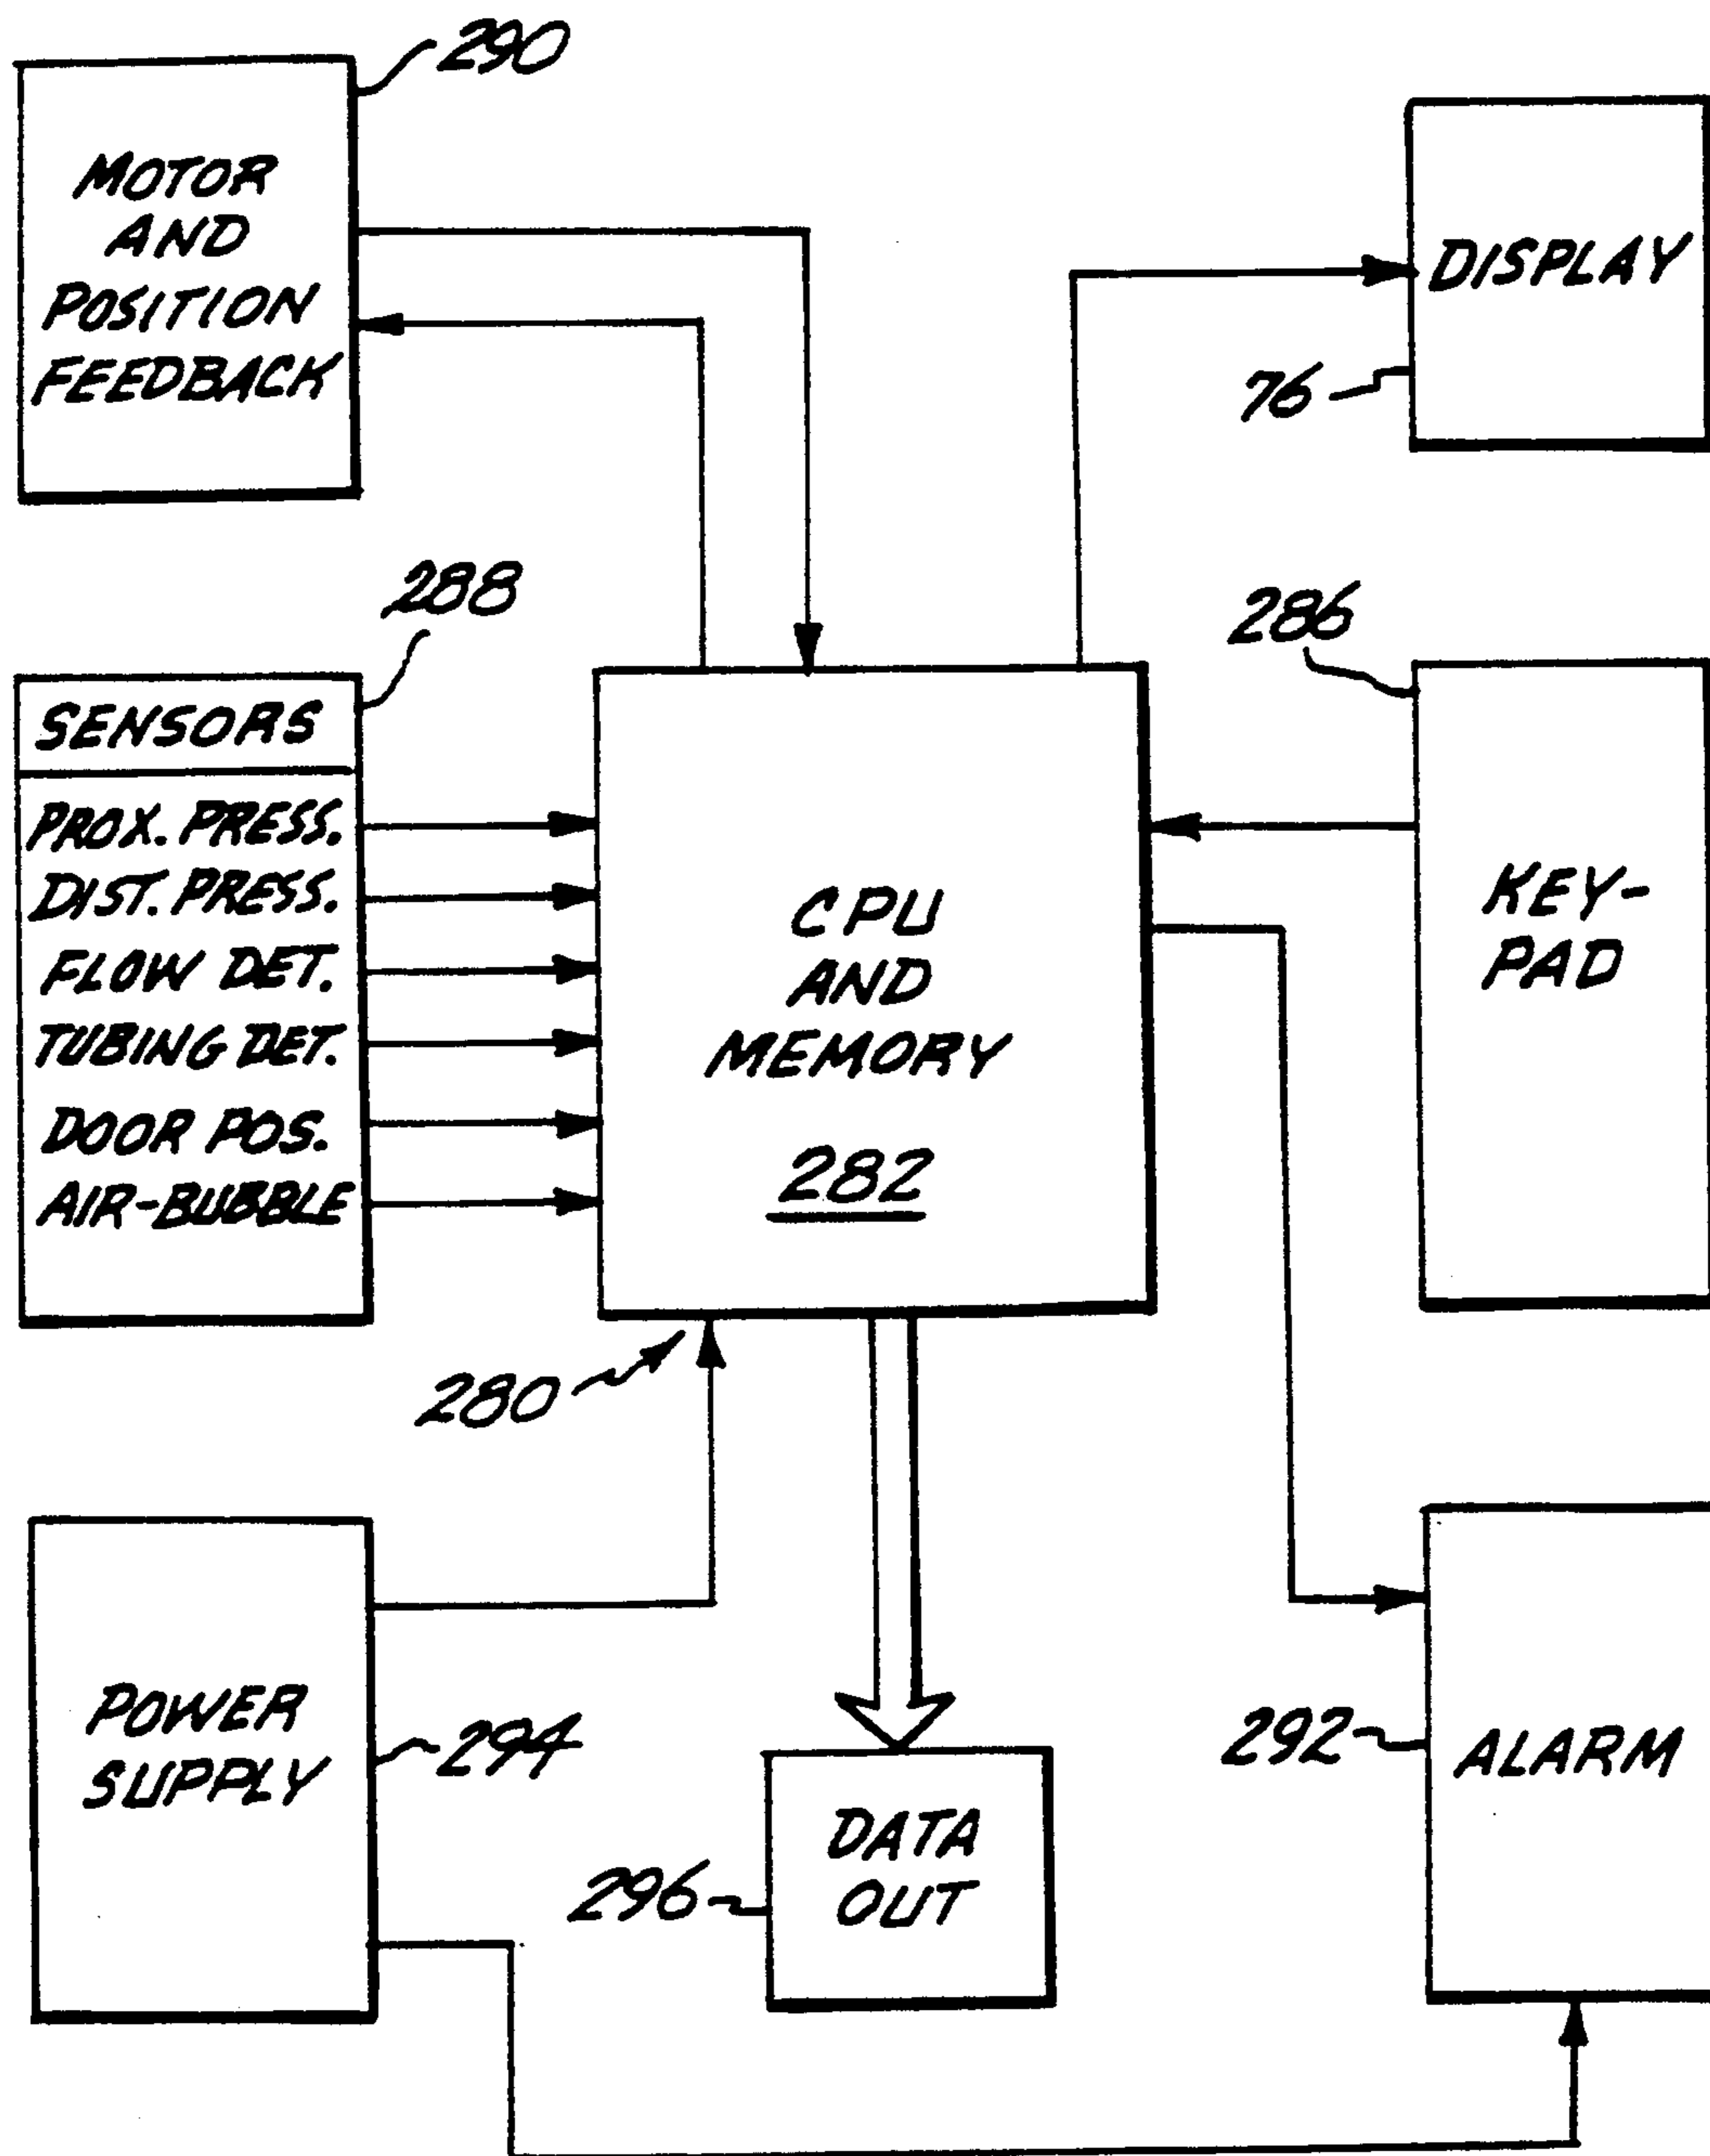 290
MOTOR
AND
POSITION
FEEDBACK
DISPLAY
76
288
SENSORS
PROX. PRESS.
DIST. PRESS.
FLOW DET.
TUBING DET.
DOOR POS.
AIR-BUBBLE
CPU
AND
MEMORY
282
286
KEY-
PAD
280
POWER
SUPPLY
294
DATA
OUT
296
292
ALARM